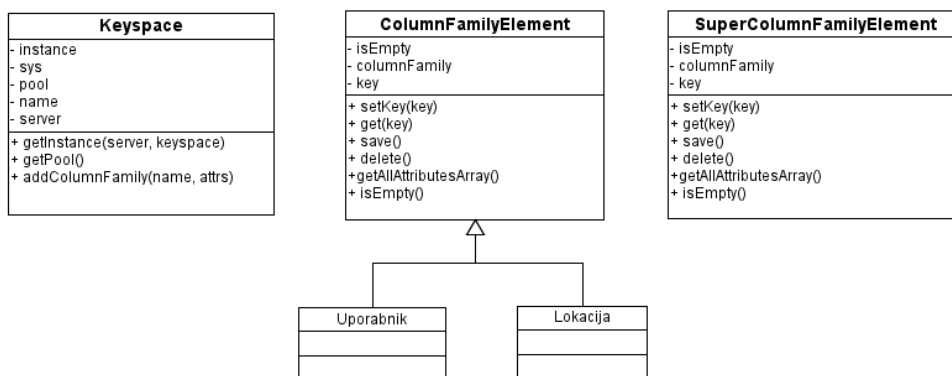 Keyspace
- instance
- sys
- pool
- name
- server
+ getInstance(server, keyspace)
+ getPool()
+ addColumnFamily(name, attrs)
ColumnFamilyElement
- isEmpty
- columnFamily
- key
+ setKey(key)
+ get(key)
+ save()
+ delete()
+getAllAttributesArray()
+ isEmpty()
SuperColumnFamilyElement
- isEmpty
- columnFamily
- key
+ setKey(key)
+ get(key)
+ save()
+ delete()
+getAllAttributesArray()
+ isEmpty()
Uporabnik
Lokacija